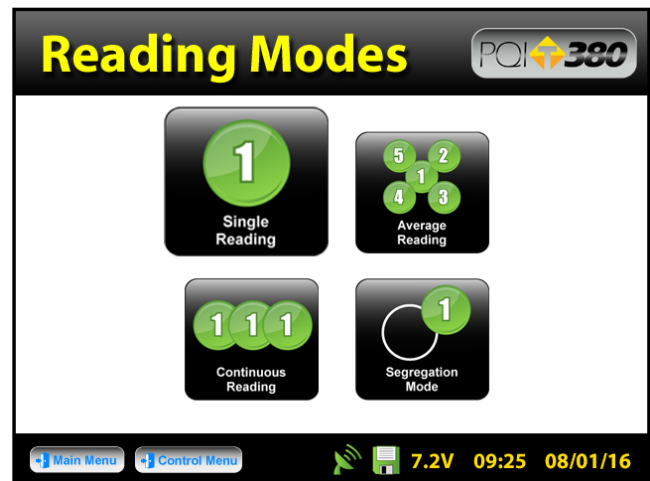 Reading Modes
PQI T 380
1
Single
Reading
5 2
1
4 3
Average
Reading
1 1 1
Continuous
Reading
1
Segregation
Mode
Main Menu Control Menu 7.2V 09:25 08/01/16